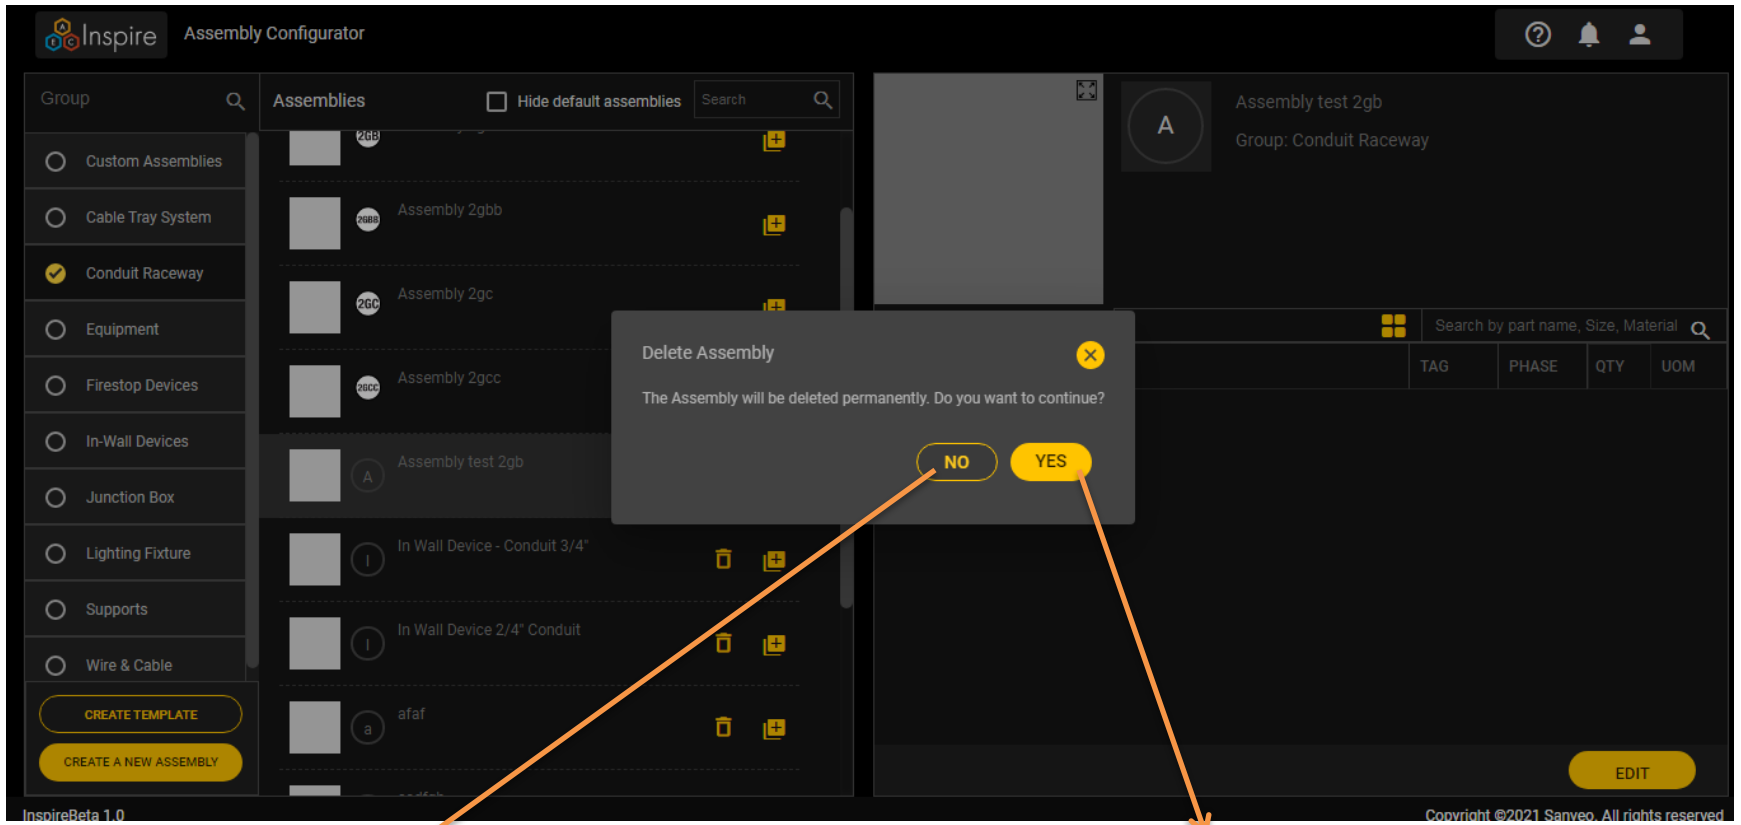 A
E C
Inspire
Assembly Configurator
Group
Assemblies
Hide default assemblies
Search
Custom Assemblies
Cable Tray System
Conduit Raceway
Equipment
Firestop Devices
In-Wall Devices
Junction Box
Lighting Fixture
Supports
Wire & Cable
CREATE TEMPLATE
CREATE A NEW ASSEMBLY
2GB
2GBB Assembly 2gbb
2GC Assembly 2gc
2GCC Assembly 2gcc
A Assembly test 2gb
I In Wall Device - Conduit 3/4"
I In Wall Device 2/4" Conduit
a afaf
A
Assembly test 2gb
Group: Conduit Raceway
Search by part name, Size, Material
TAG PHASE QTY UOM
Delete Assembly
The Assembly will be deleted permanently. Do you want to continue?
NO YES
EDIT
InspireBeta 1.0
Copyright ©2021 Sanveo. All rights reserved